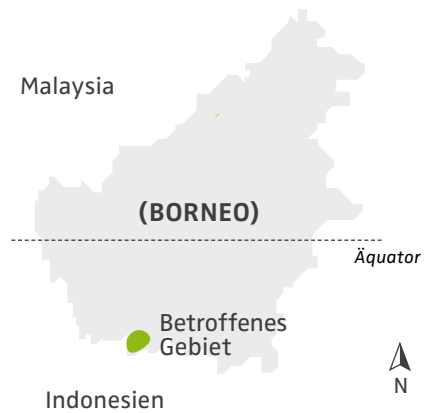 Malaysia
(BORNEO)
Äquator
Betroffenes
Gebiet
N
Indonesien